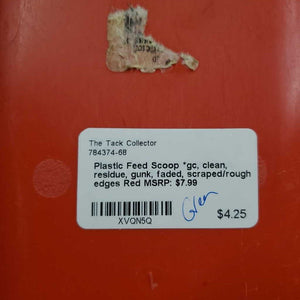 The Tack Collector
784374-68
Plastic Feed Scoop *gc, clean,
residue, gunk, faded, scraped/rough
edges Red MSRP: $7.99
XVQN5Q
$4.25